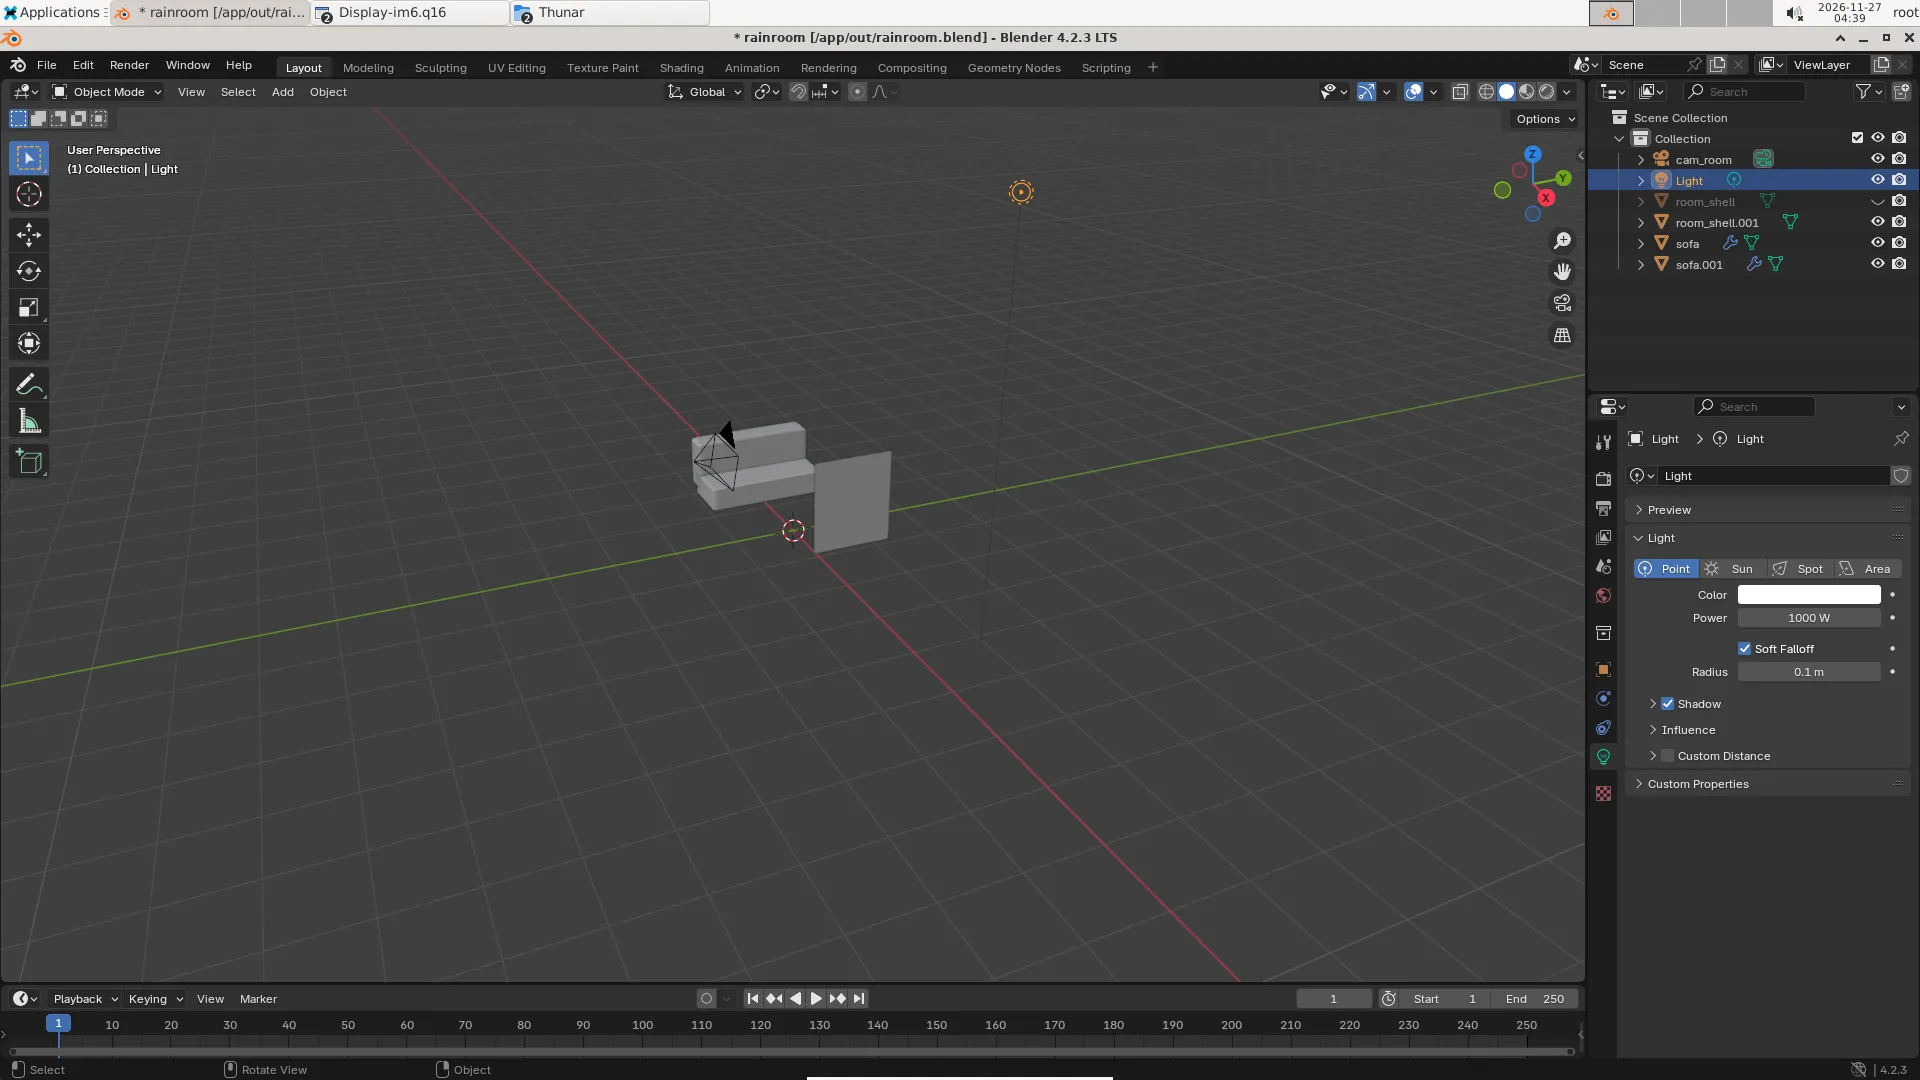 Applications
* rainroom [/app/out/rai...
2
Display-im6.q16
2
Thunar
2026-11-27
04:39
root
* rainroom [/app/out/rainroom.blend] - Blender 4.2.3 LTS
File
Edit
Render
Window
Help
Layout
Modeling
Sculpting
UV Editing
Texture Paint
Shading
Animation
Rendering
Compositing
Geometry Nodes
Scripting
Scene
ViewLayer
Object Mode
View
Select
Add
Object
Global
Search
Options
User Perspective
(1) Collection | Light
Z
Y
X
Scene Collection
Collection
cam_room
Light
room_shell
room_shell.001
sofa
sofa.001
Search
Light
Light
Light
Preview
Light
Point
Sun
Spot
Area
Color
Power
1000 W
Soft Falloff
Radius
0.1 m
Shadow
Influence
Custom Distance
Custom Properties
Playback
Keying
View
Marker
1
Start
1
End
250
1
10
20
30
40
50
60
70
80
90
100
110
120
130
140
150
160
170
180
190
200
210
220
230
240
250
Select
Rotate View
Object
4.2.3